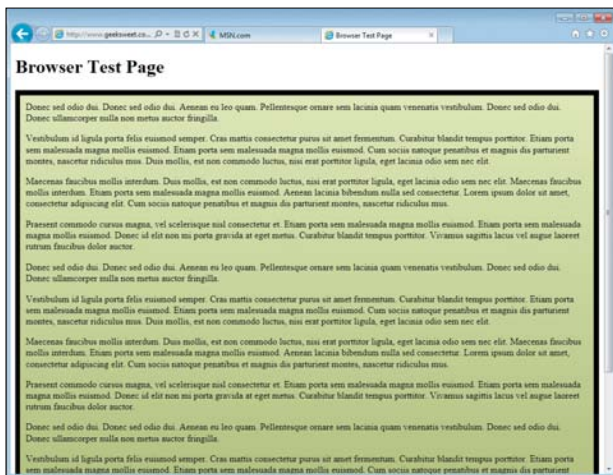 http://www.geeksweet.co...
MSN.com
Browser Test Page
Browser Test Page
Donec sed odio dui. Donec sed odio dui. Aenean eu leo quam. Pellentesque ornare sem lacinia quam venenatis vestibulum. Donec sed odio dui.
Donec ullamcorper nulla non metus auctor fringilla.
Vestibulum id ligula porta felis euismod semper. Cras mattis consectetur purus sit amet fermentum. Curabitur blandit tempus porttitor. Etiam porta
sem malesuada magna mollis euismod. Aenean eu leo quam. Cum sociis natoque penatibus et magnis dis parturient
montes, nascetur ridiculus mus. Duis mollis, est non commodo luctus, nisi erat porttitor ligula, eget lacinia odio sem nec elit.
Maecenas faucibus mollis interdum. Duis mollis, est non commodo luctus, nisi erat porttitor ligula, eget lacinia odio sem nec elit. Maecenas faucibus
mollis interdum. Etiam porta sem malesuada magna mollis euismod. Aenean lacinia bibendum nulla sed consectetur. Lorem ipsum dolor sit amet,
consectetur adipiscing elit. Cum sociis natoque penatibus et magnis dis parturient montes, nascetur ridiculus mus.
Praesent commodo cursus magna, vel scelerisque nisl consectetur et. Etiam porta sem malesuada magna mollis euismod. Etiam porta sem malesuada
magna mollis euismod. Donec id elit non mi porta gravida at eget metus. Curabitur blandit tempus porttitor. Vivamus sagittis lacus vel augue laoreet
rutrum faucibus dolor auctor.
Donec sed odio dui. Donec sed odio dui. Aenean eu leo quam. Pellentesque ornare sem lacinia quam venenatis vestibulum. Donec sed odio dui.
Donec ullamcorper nulla non metus auctor fringilla.
Vestibulum id ligula porta felis euismod semper. Cras mattis consectetur purus sit amet fermentum. Curabitur blandit tempus porttitor. Etiam porta
sem malesuada magna mollis euismod. Aenean eu leo quam. Cum sociis natoque penatibus et magnis dis parturient
montes, nascetur ridiculus mus. Duis mollis, est non commodo luctus, nisi erat porttitor ligula, eget lacinia odio sem nec elit.
Maecenas faucibus mollis interdum. Duis mollis, est non commodo luctus, nisi erat porttitor ligula, eget lacinia odio sem nec elit. Maecenas faucibus
mollis interdum. Etiam porta sem malesuada magna mollis euismod. Aenean lacinia bibendum nulla sed consectetur. Lorem ipsum dolor sit amet,
consectetur adipiscing elit. Cum sociis natoque penatibus et magnis dis parturient montes, nascetur ridiculus mus.
Praesent commodo cursus magna, vel scelerisque nisl consectetur et. Etiam porta sem malesuada magna mollis euismod. Etiam porta sem malesuada
magna mollis euismod. Donec id elit non mi porta gravida at eget metus. Curabitur blandit tempus porttitor. Vivamus sagittis lacus vel augue laoreet
rutrum faucibus dolor auctor.
Donec sed odio dui. Donec sed odio dui. Aenean eu leo quam. Pellentesque ornare sem lacinia quam venenatis vestibulum. Donec sed odio dui.
Donec ullamcorper nulla non metus auctor fringilla.
Vestibulum id ligula porta felis euismod semper. Cras mattis consectetur purus sit amet fermentum. Curabitur blandit tempus porttitor. Etiam porta